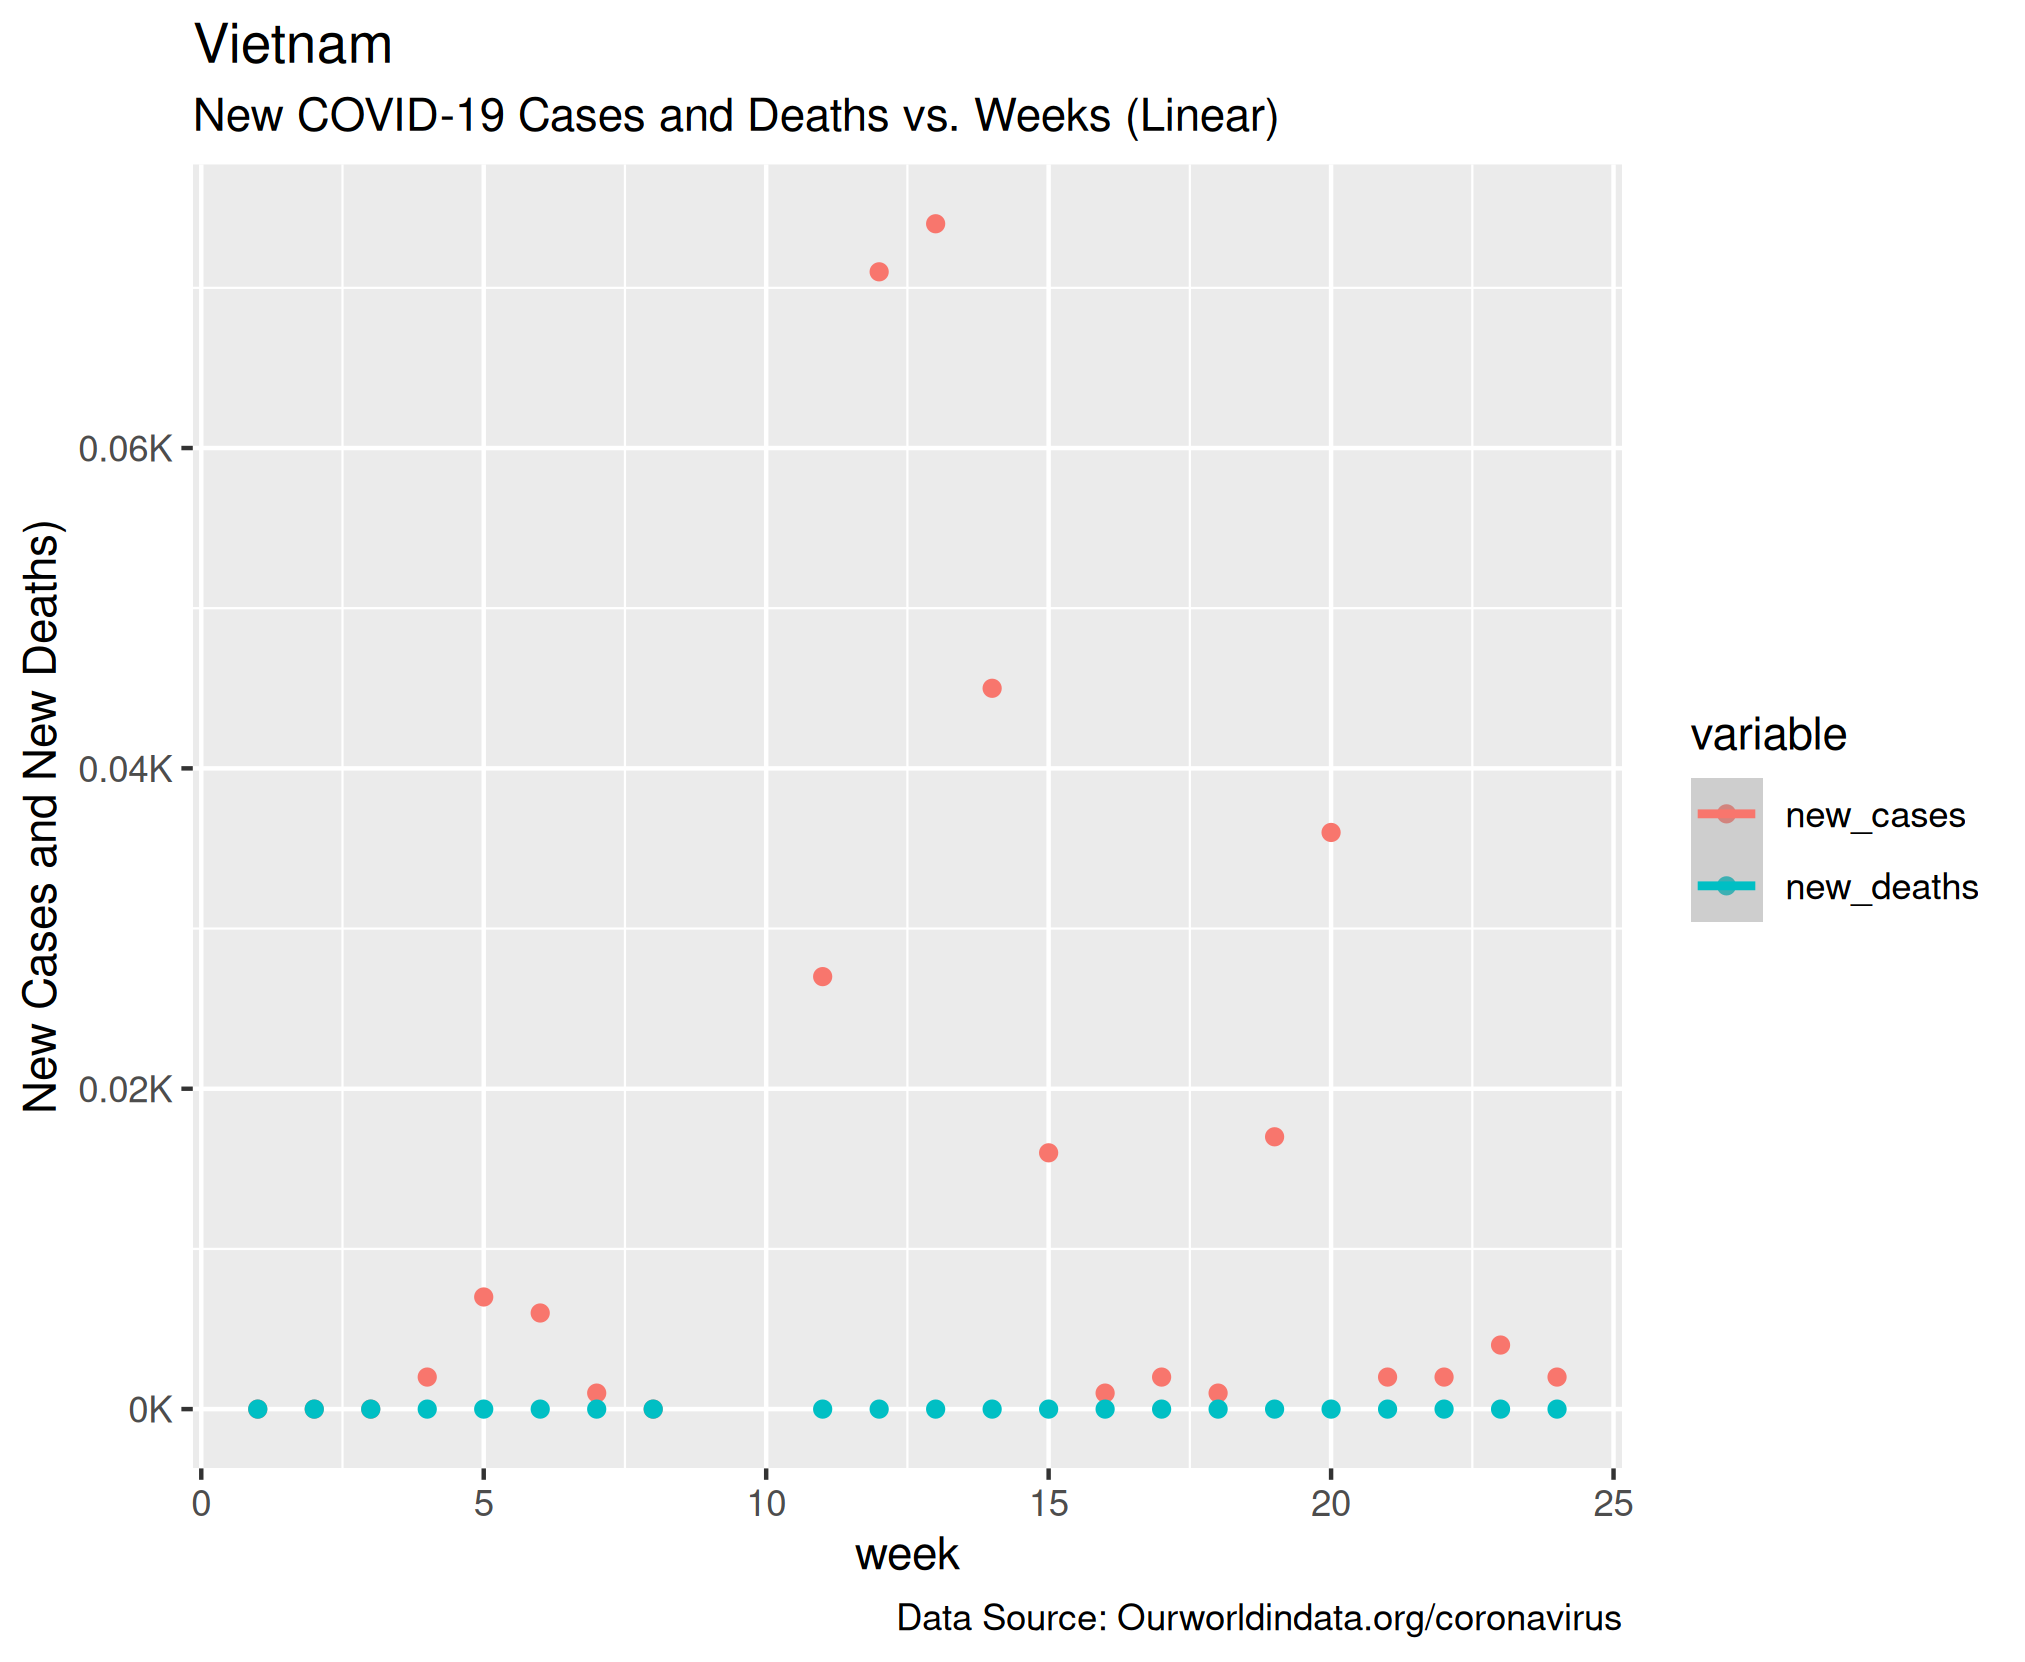 Vietnam
New COVID-19 Cases and Deaths vs. Weeks (Linear)
New Cases and New Deaths)
0.06K
0.04K
0.02K
0K
0 5 10 15 20 25
week
variable
new_cases
new_deaths
Data Source: Ourworldindata.org/coronavirus